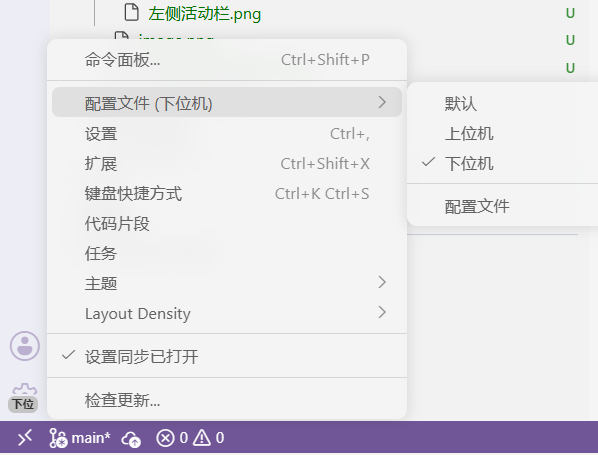 左侧活动栏.png U
image.png U
U
命令面板... Ctrl+Shift+P
配置文件 (下位机)
设置 Ctrl+,
扩展 Ctrl+Shift+X
键盘快捷方式 Ctrl+K Ctrl+S
代码片段
任务
主题
Layout Density
设置同步已打开
检查更新...
默认
上位机
下位机
配置文件
下位
main* 0 0